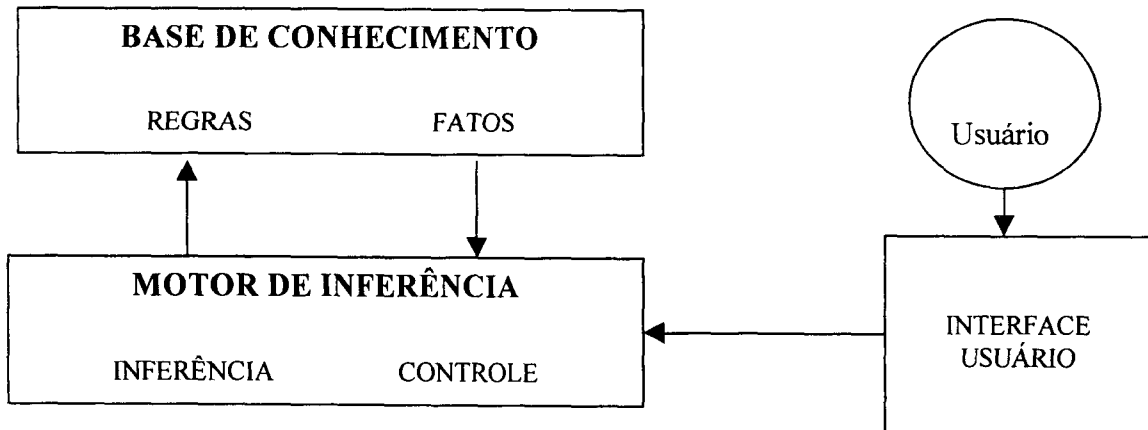 BASE DE CONHECIMENTO
REGRAS FATOS
Usuário
MOTOR DE INFERÊNCIA
INFERÊNCIA CONTROLE
INTERFACE
USUÁRIO